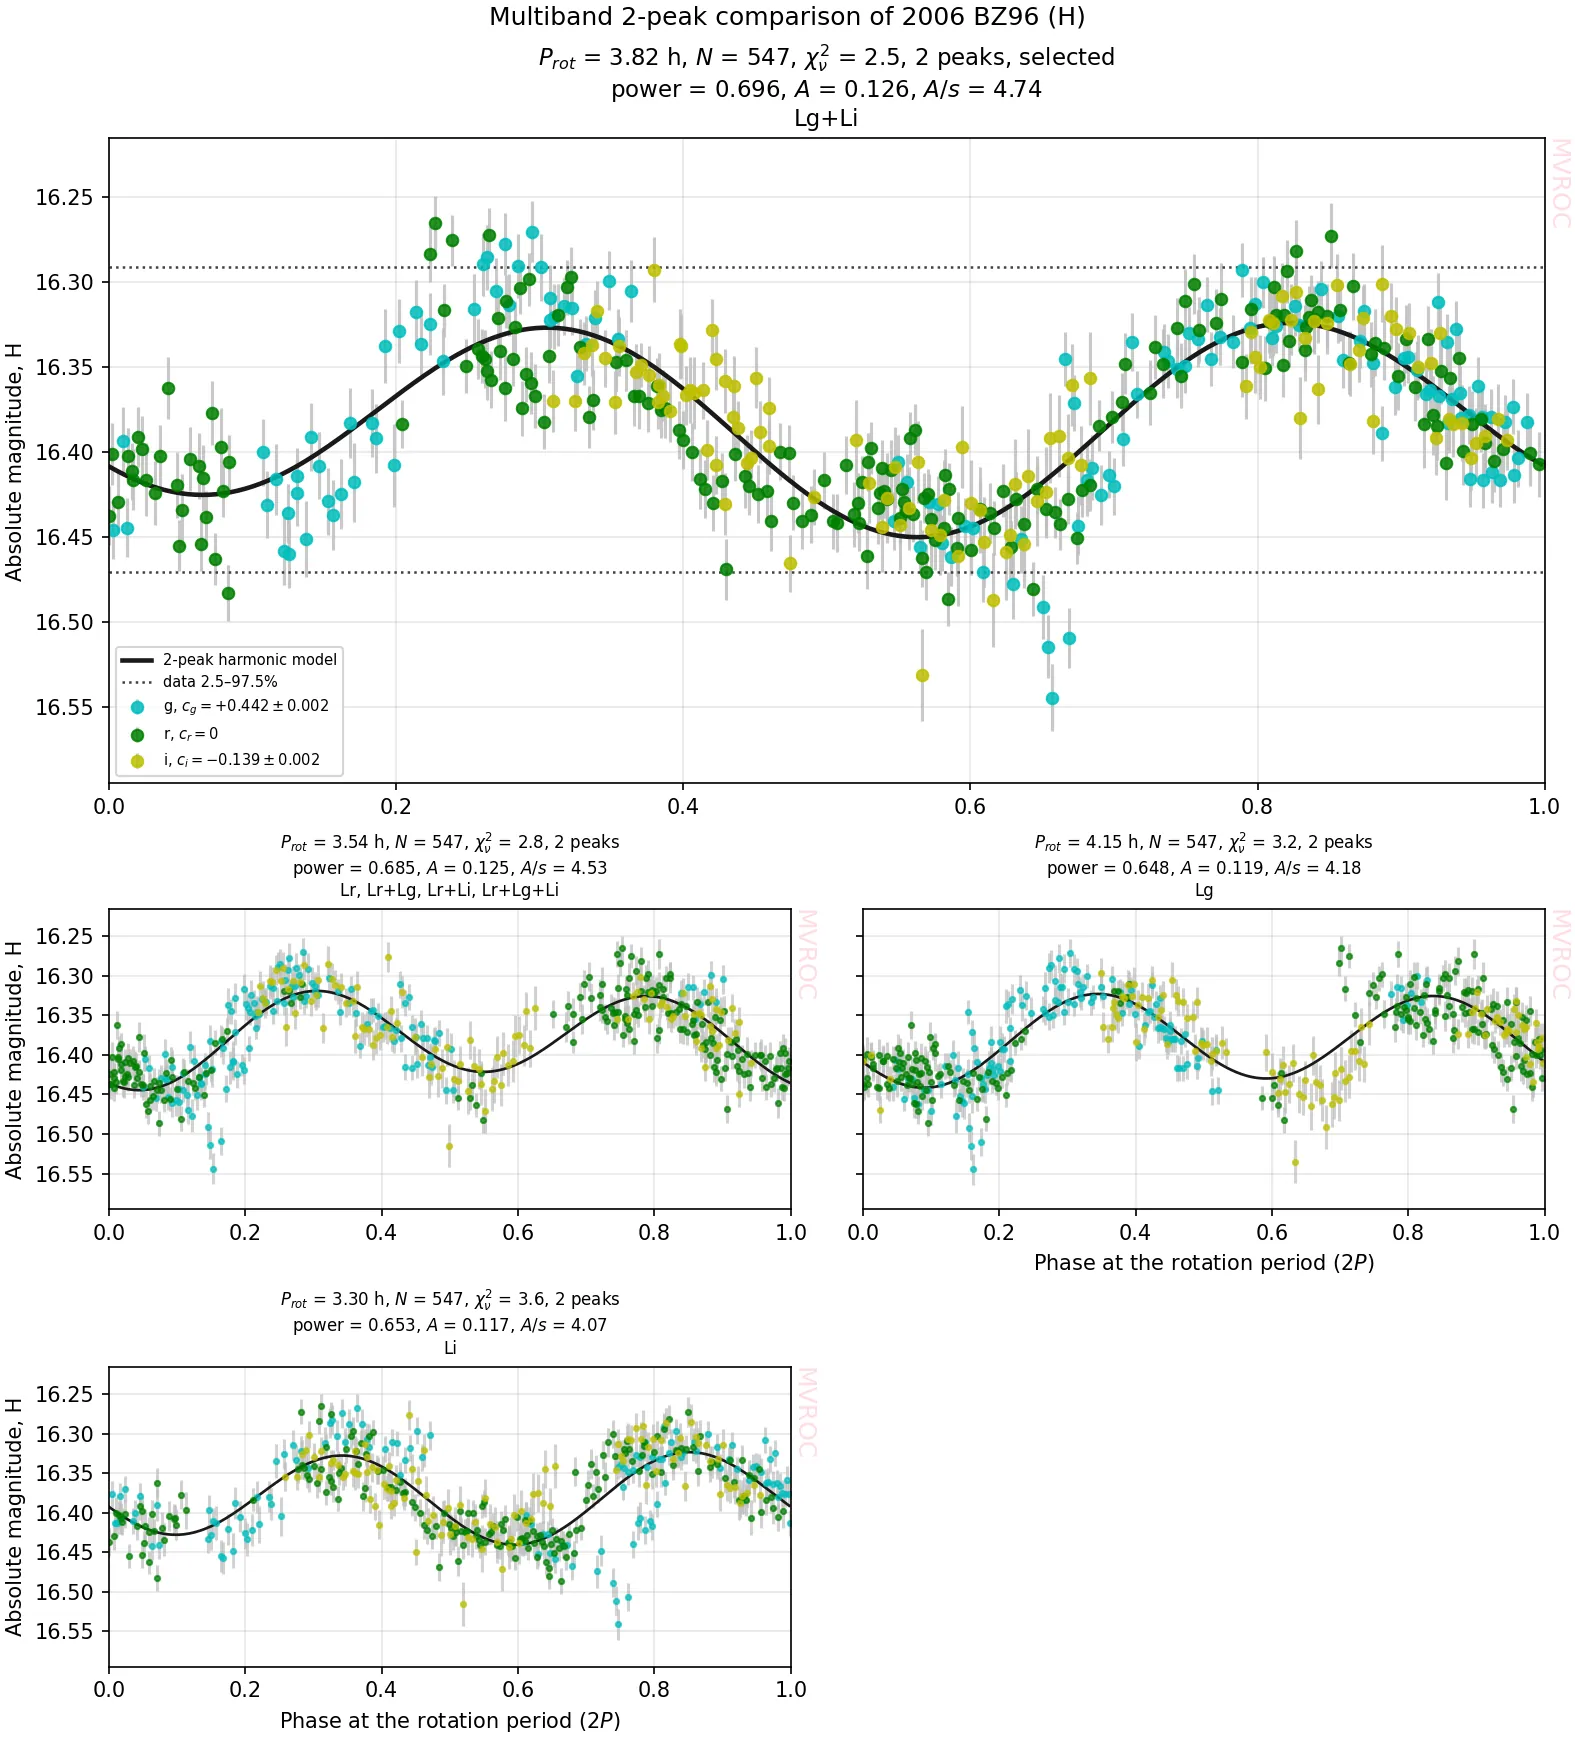 Multiband 2-peak comparison of 2006 BZ96 (H)
P_rot = 3.82 h, N = 547, χ²_ν = 2.5, 2 peaks, selected
power = 0.696, A = 0.126, A/s = 4.74
Lg+Li
MVROC
Absolute magnitude, H
16.25
16.30
16.35
16.40
16.45
16.50
16.55
2-peak harmonic model
data 2.5–97.5%
g, c_g = +0.442 ± 0.002
r, c_r = 0
i, c_i = −0.139 ± 0.002
0.0 0.2 0.4 0.6 0.8 1.0
P_rot = 3.54 h, N = 547, χ²_ν = 2.8, 2 peaks
power = 0.685, A = 0.125, A/s = 4.53
Lr, Lr+Lg, Lr+Li, Lr+Lg+Li
MVROC
Absolute magnitude, H
16.25
16.30
16.35
16.40
16.45
16.50
16.55
0.0 0.2 0.4 0.6 0.8 1.0
P_rot = 4.15 h, N = 547, χ²_ν = 3.2, 2 peaks
power = 0.648, A = 0.119, A/s = 4.18
Lg
MVROC
0.0 0.2 0.4 0.6 0.8 1.0
Phase at the rotation period (2P)
P_rot = 3.30 h, N = 547, χ²_ν = 3.6, 2 peaks
power = 0.653, A = 0.117, A/s = 4.07
Li
MVROC
Absolute magnitude, H
16.25
16.30
16.35
16.40
16.45
16.50
16.55
0.0 0.2 0.4 0.6 0.8 1.0
Phase at the rotation period (2P)